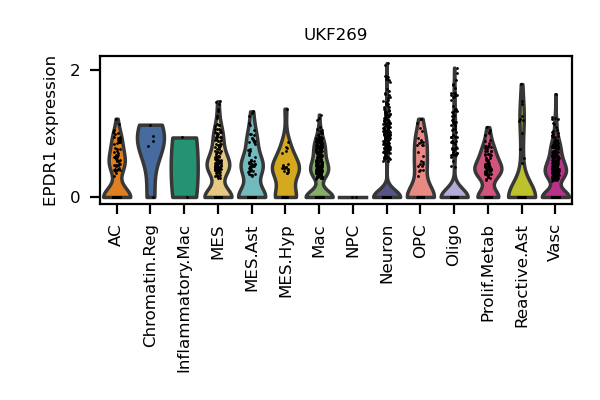 UKF269
EPDR1 expression
2
0
AC
Chromatin.Reg
Inflammatory.Mac
MES
MES.Ast
MES.Hyp
Mac
NPC
Neuron
OPC
Oligo
Prolif.Metab
Reactive.Ast
Vasc